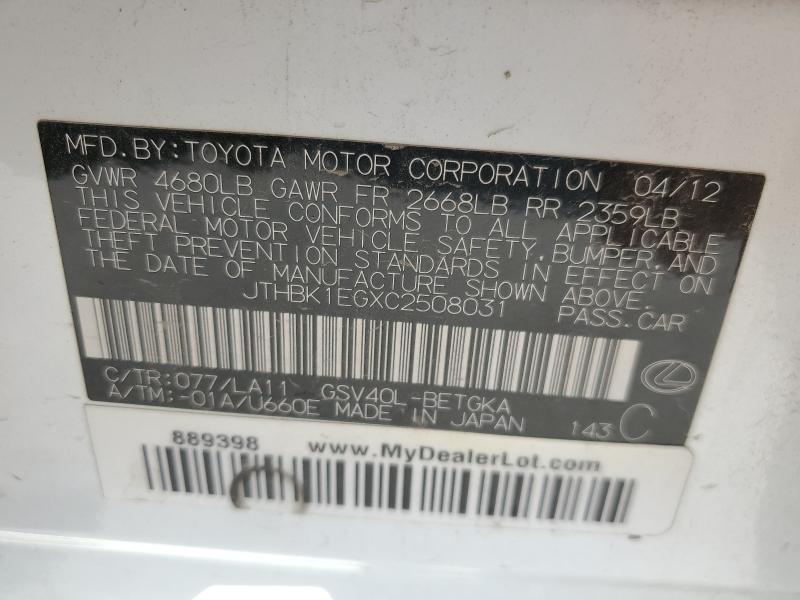 MFD. BY: TOYOTA MOTOR CORPORATION 04/12
GVWR 4680LB GAWR FR 2668LB RR 2359LB
THIS VEHICLE CONFORMS TO ALL APPLICABLE
FEDERAL MOTOR VEHICLE SAFETY, BUMPER, AND
THEFT PREVENTION STANDARDS IN EFFECT ON
THE DATE OF MANUFACTURE SHOWN ABOVE.
JTHBK1EGXC2508031 PASS. CAR
C/TR: 077/LA11 GSV40L-BETGKA
A/TM: -01A/U660E MADE IN JAPAN 143 C
889398 www.MyDealerLot.com